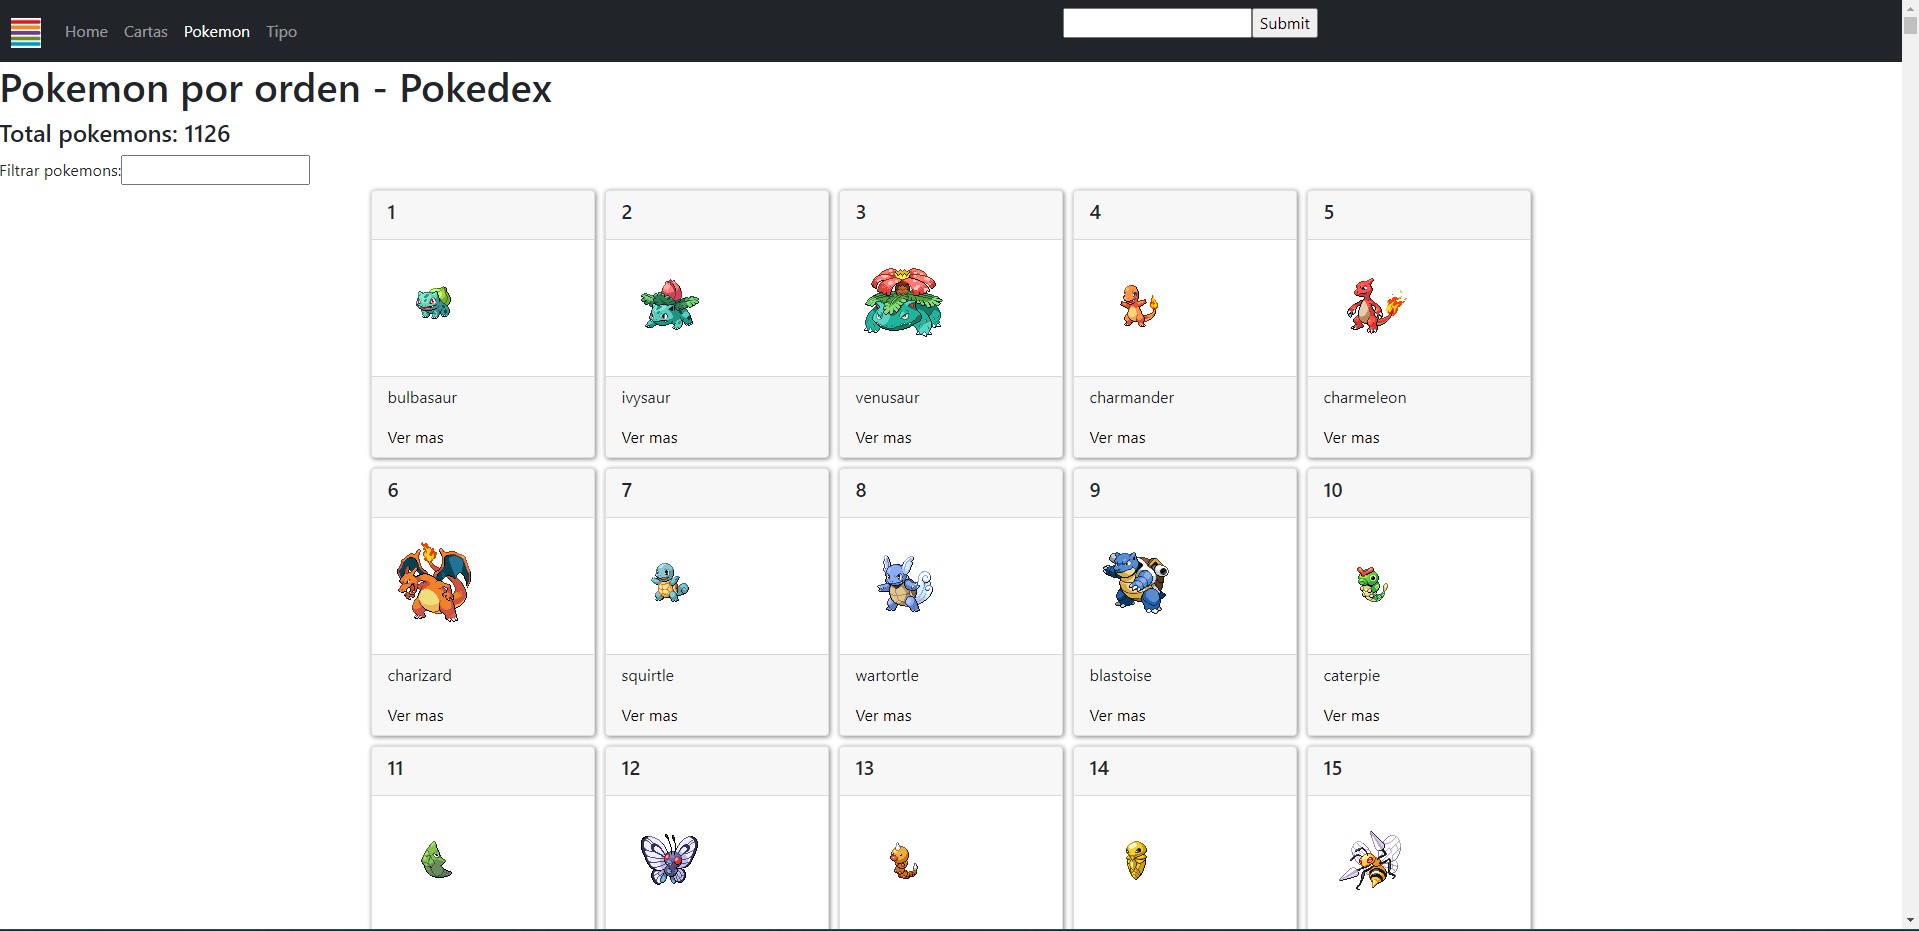 Home Cartas Pokemon Tipo Submit
Pokemon por orden - Pokedex
Total pokemons: 1126
Filtrar pokemons:
1 2 3 4 5
bulbasaur ivysaur venusaur charmander charmeleon
Ver mas Ver mas Ver mas Ver mas Ver mas
6 7 8 9 10
charizard squirtle wartortle blastoise caterpie
Ver mas Ver mas Ver mas Ver mas Ver mas
11 12 13 14 15